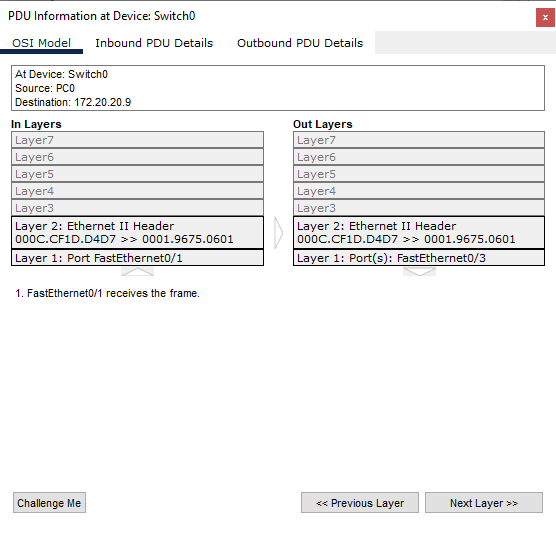 PDU Information at Device: Switch0
x
OSI Model Inbound PDU Details Outbound PDU Details
At Device: Switch0
Source: PC0
Destination: 172.20.20.9
In Layers
Layer7
Layer6
Layer5
Layer4
Layer3
Layer 2: Ethernet II Header
000C.CF1D.D4D7 >> 0001.9675.0601
Layer 1: Port FastEthernet0/1
Out Layers
Layer7
Layer6
Layer5
Layer4
Layer3
Layer 2: Ethernet II Header
000C.CF1D.D4D7 >> 0001.9675.0601
Layer 1: Port(s): FastEthernet0/3
1. FastEthernet0/1 receives the frame.
Challenge Me
<< Previous Layer
Next Layer >>